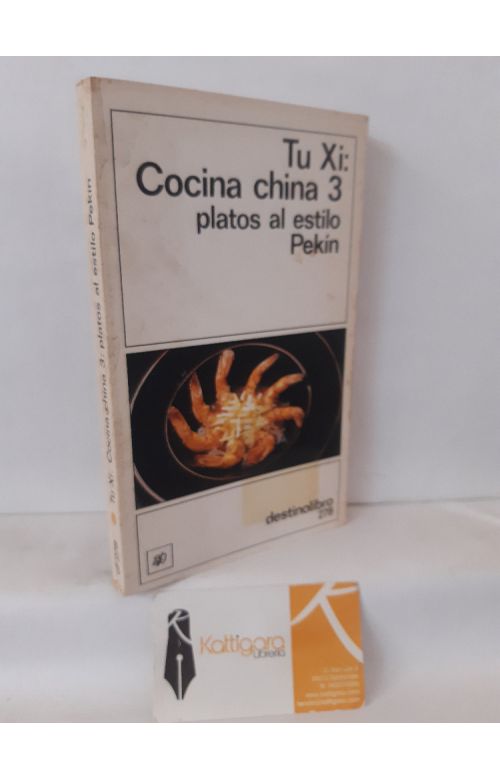 Tu Xi:
Cocina china 3
platos al estilo
Pekín
destinolibro
278
Tu Xi: Cocina china 3: platos al estilo Pekín
Kattigara
Librería